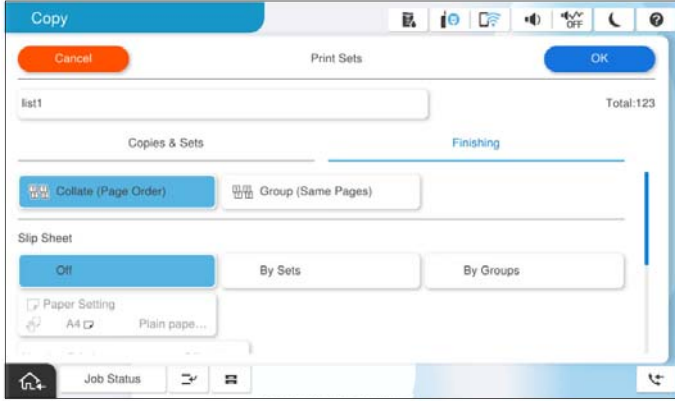 Copy
OFF
Cancel
Print Sets
OK
list1
Total:123
Copies & Sets
Finishing
Collate (Page Order)
Group (Same Pages)
Slip Sheet
Off
By Sets
By Groups
Paper Setting
A4
Plain pape...
Job Status